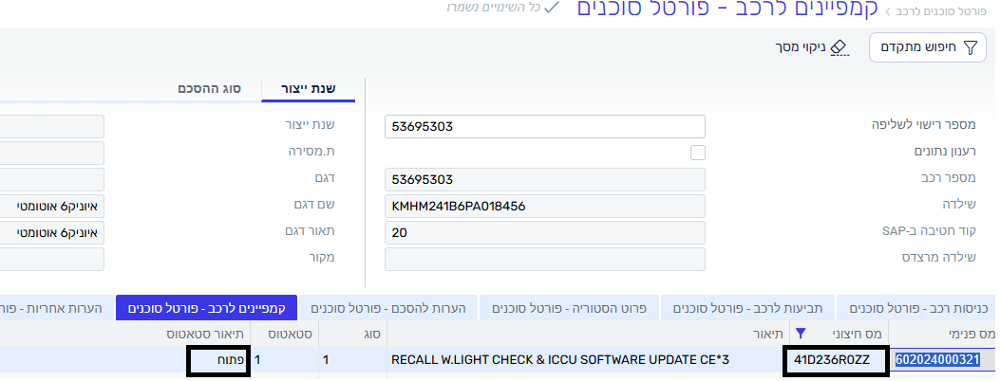 פורטל סוכנים לרכב > קמפיינים לרכב - פורטל סוכנים כל השינויים נשמרו
חיפוש מתקדם ניקוי מסך
שנת ייצור סוג ההסכם
מספר רישוי לשליפה 53695303 שנת ייצור
רענון נתונים ת.מסירה
מספר רכב 53695303 דגם
שילדה KMHM241B6PA018456 שם דגם איוניק6 אוטומטי
קוד חטיבה ב-SAP 20 תאור דגם איוניק6 אוטומטי
שילדה מרצדס מקור
כניסות רכב - פורטל סוכנים תביעות לרכב - פורטל סוכנים פרוט הסטוריה - פורטל סוכנים הערות להסכם - פורטל סוכנים קמפיינים לרכב - פורטל סוכנים הערות אחריות - פור
מס פנימי מס חיצוני תיאור סוג סטאטוס תיאור סטאטוס
602024000321 41D236R0ZZ RECALL W.LIGHT CHECK & ICCU SOFTWARE UPDATE CE*3 1 1 פתוח